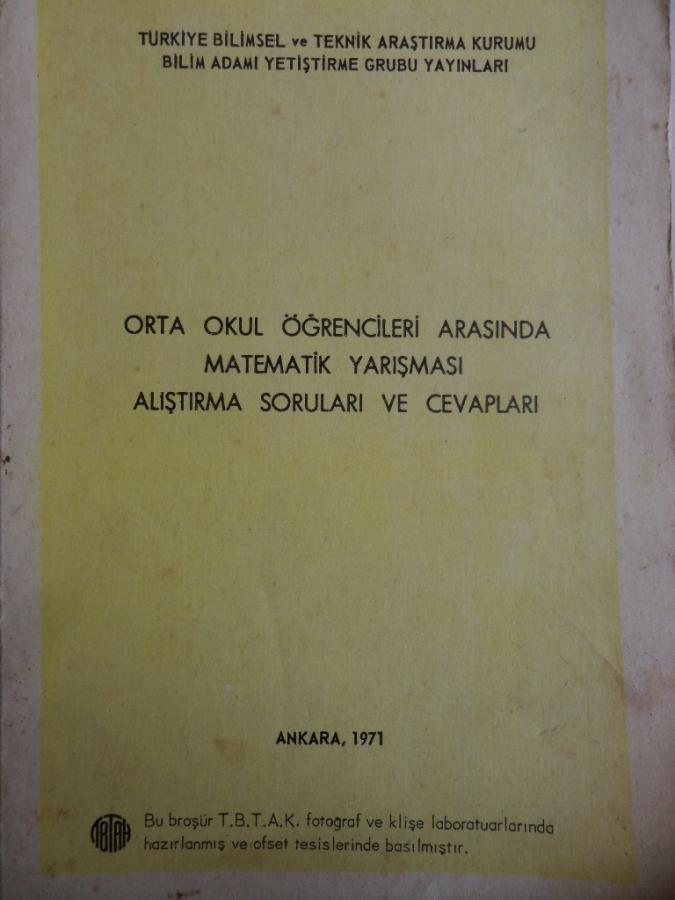 TÜRKİYE BİLİMSEL ve TEKNİK ARAŞTIRMA KURUMU
BİLİM ADAMI YETİŞTİRME GRUBU YAYINLARI
ORTA OKUL ÖĞRENCİLERİ ARASINDA
MATEMATİK YARIŞMASI
ALIŞTIRMA SORULARI VE CEVAPLARI
ANKARA, 1971
Bu broşür T.B.T.A.K. fotoğraf ve klişe laboratuarlarında
hazırlanmış ve ofset tesislerinde basılmıştır.